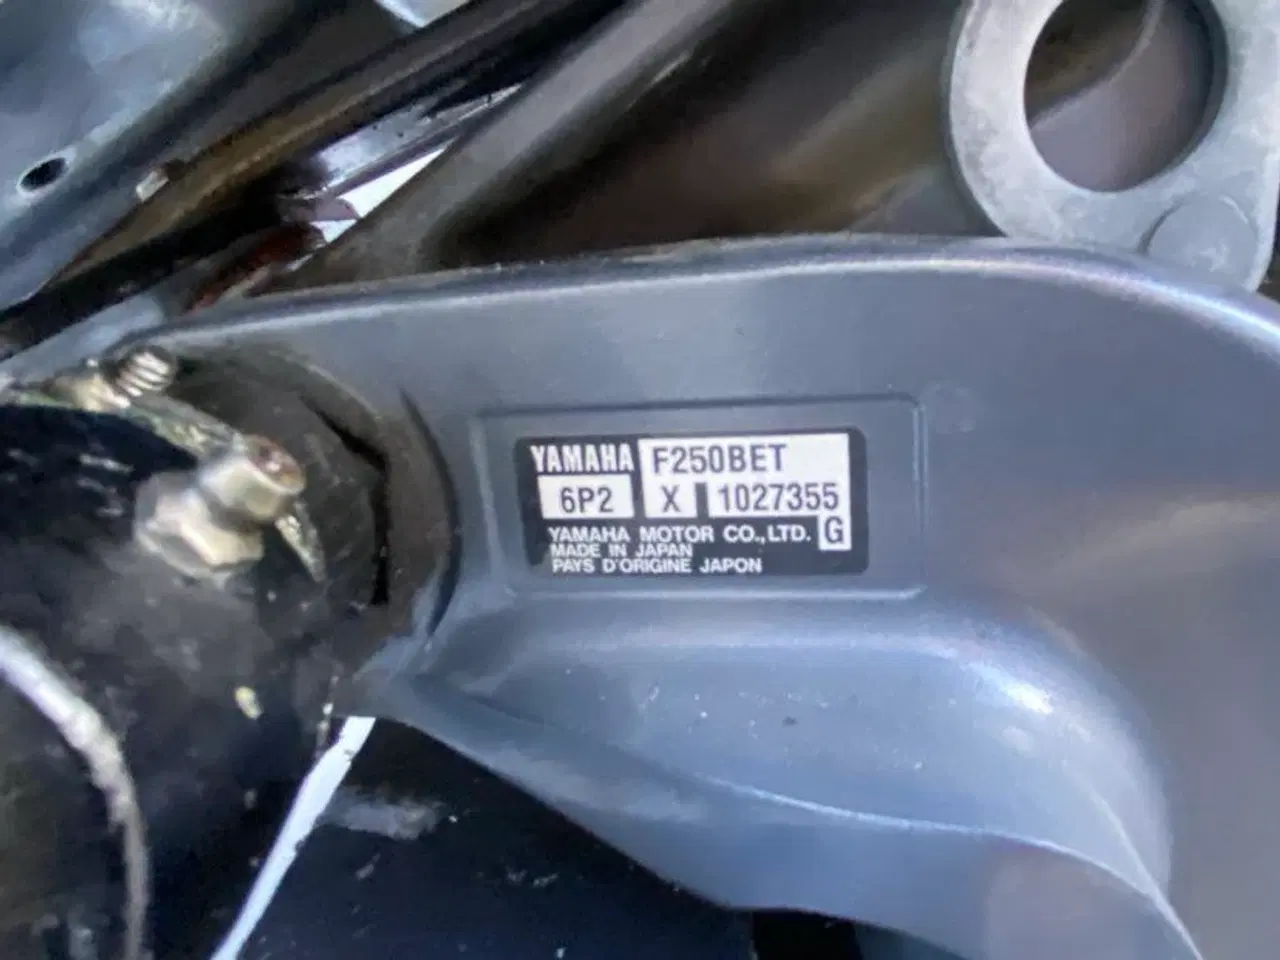 YAMAHA F250BET
6P2 X 1027355
YAMAHA MOTOR CO.,LTD. G
MADE IN JAPAN
PAYS D'ORIGINE JAPON